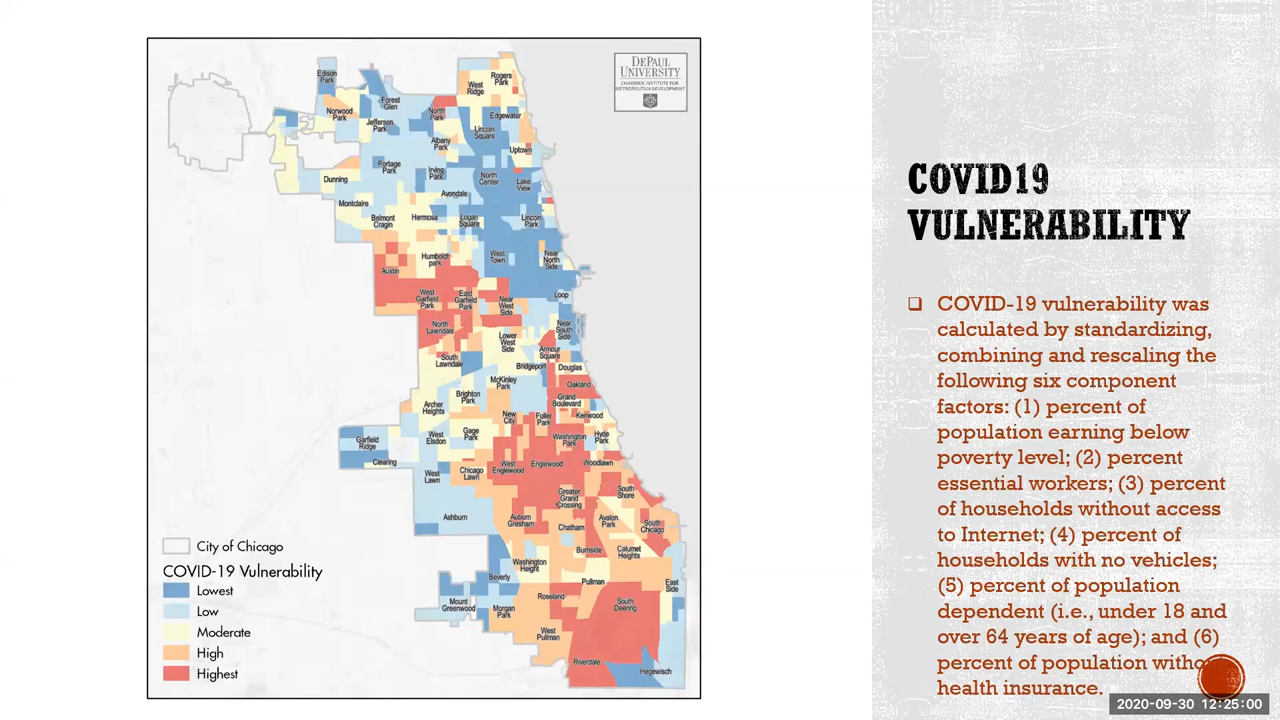 DEPAUL
UNIVERSITY
CHADDICK INSTITUTE FOR
METROPOLITAN DEVELOPMENT
Edison
Park
Rogers
Park
West
Ridge
Forest
Glen
Norwood
Park
Jefferson
Park
North
Park
Edgewater
Lincoln
Square
Albany
Park
Uptown
Portage
Park
Irving
Park
Dunning
North
Center
Lake
View
Avondale
Montclaire
Belmont
Cragin
Hermosa
Logan
Square
Lincoln
Park
Humboldt
park
West
Town
Near
North
Side
Austin
West
Garfield
Park
East
Garfield
Park
Near
West
Side
Loop
North
Lawndale
Near
South
Side
Lower
West
Side
Armour
Square
South
Lawndale
Bridgeport
Douglas
McKinley
Park
Oakland
Brighton
Park
Grand
Boulevard
Archer
Heights
New
City
Fuller
Park
Kenwood
West
Elsdon
Gage
Park
Washington
Park
Hyde
Park
Garfield
Ridge
Clearing
West
Lawn
Chicago
Lawn
West
Englewood
Englewood
Woodlawn
Greater
Grand
Crossing
South
Shore
Ashburn
Auburn
Gresham
Chatham
Avalon
Park
South
Chicago
Burnside
Calumet
Heights
Washington
Height
Beverly
Pullman
East
Side
Mount
Greenwood
Morgan
Park
Roseland
South
Deering
West
Pullman
Riverdale
Hegewisch
City of Chicago
COVID-19 Vulnerability
Lowest
Low
Moderate
High
Highest
COVID19
VULNERABILITY
❑ COVID-19 vulnerability was
calculated by standardizing,
combining and rescaling the
following six component
factors: (1) percent of
population earning below
poverty level; (2) percent
essential workers; (3) percent
of households without access
to Internet; (4) percent of
households with no vehicles;
(5) percent of population
dependent (i.e., under 18 and
over 64 years of age); and (6)
percent of population witho
health insurance.
2020-09-30 12:25:00